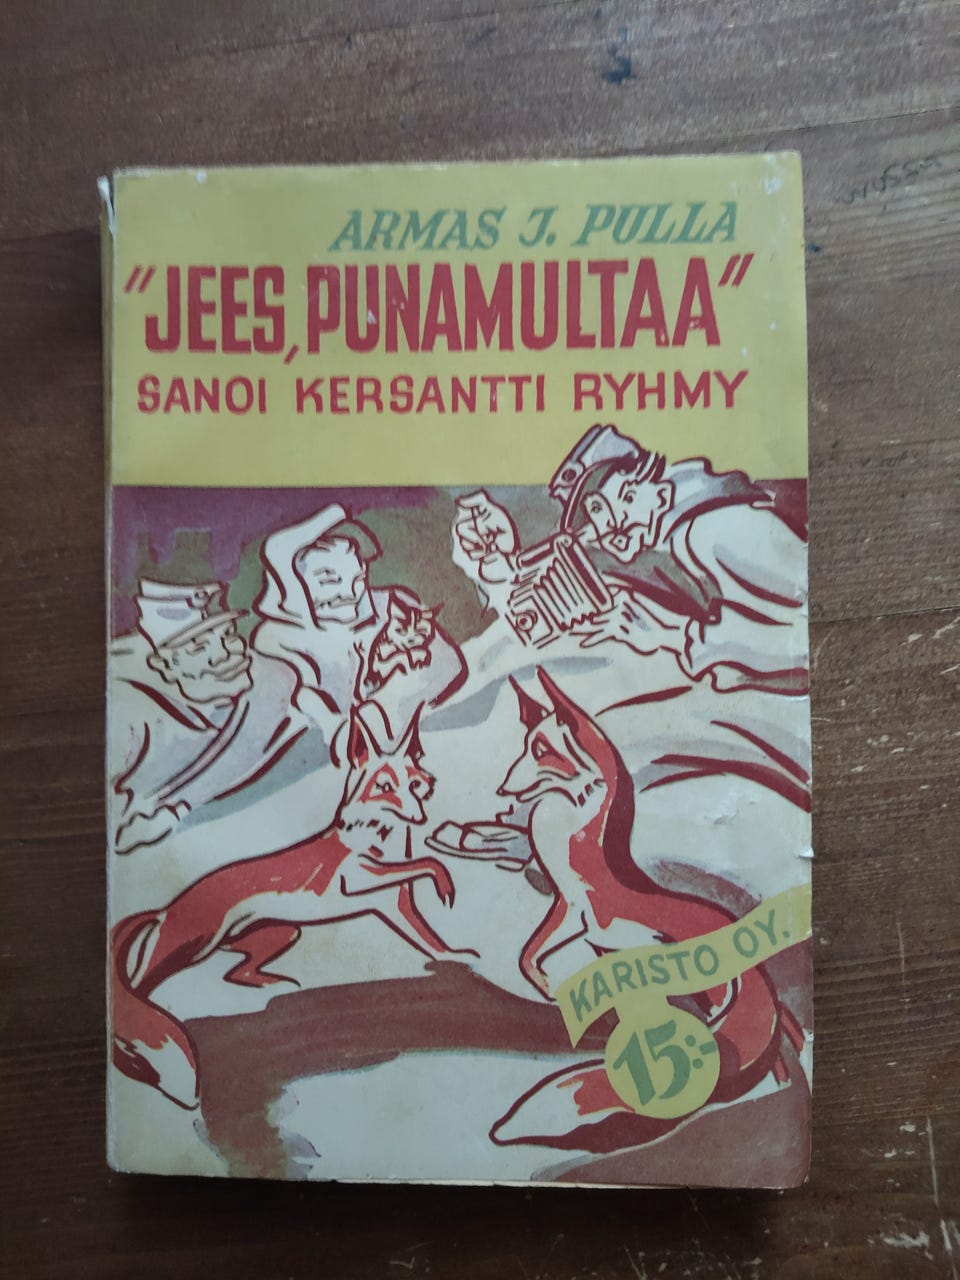 ARMAS J. PULLA
"JEES, PUNAMULTAA"
SANOI KERSANTTI RYHMY
KARISTO OY.
15:-